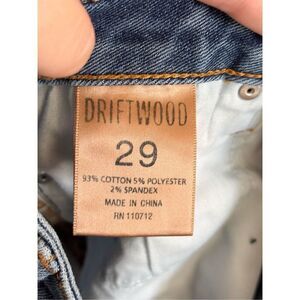 DRIFTWOOD
29
93% COTTON 5% POLYESTER
2% SPANDEX
MADE IN CHINA
RN 110712